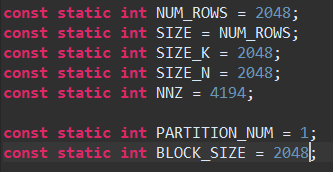 const static int NUM_ROWS = 2048;
const static int SIZE = NUM_ROWS;
const static int SIZE_K = 2048;
const static int SIZE_N = 2048;
const static int NNZ = 4194;
const static int PARTITION_NUM = 1;
const static int BLOCK_SIZE = 2048;